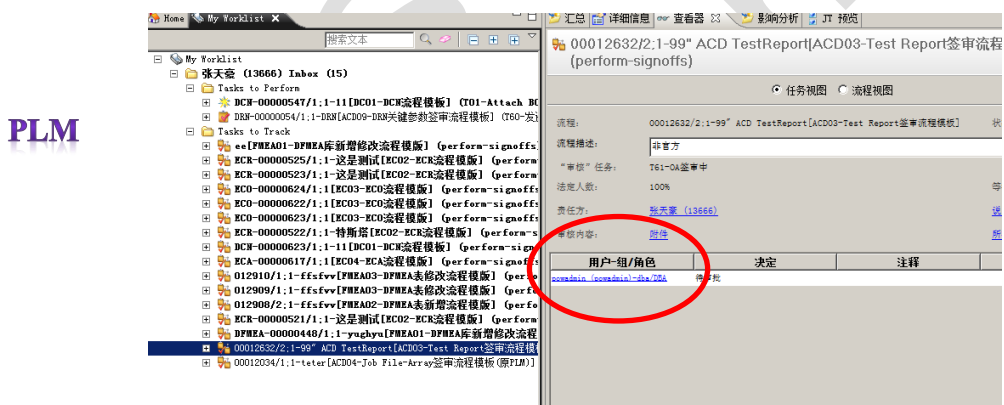 PLM
Home My Worklist
搜索文本
My Worklist
张天豪 (13666) Inbox (15)
Tasks to Perform
DCN-00000547/1;1-11[DC01-DCN流程模板] (T01-Attach BO
DRN-00000054/1;1-DRN[ACD09-DRN关键参数签审流程模板] (T60-发
Tasks to Track
ee[FMEA01-DFMEA库新增修改流程模版] (perform-signoffs
ECR-00000525/1;1-这是测试[EC02-ECR流程模版] (perform
ECR-00000523/1;1-这是测试[EC02-ECR流程模版] (perform
ECO-00000624/1;1[EC03-ECO流程模版] (perform-signoffs
ECO-00000622/1;1[EC03-ECO流程模版] (perform-signoffs
ECO-00000623/1;1[EC03-ECO流程模版] (perform-signoffs
ECR-00000522/1;1-特斯塔[EC02-ECR流程模版] (perform-s
DCN-00000623/1;1-11[DC01-DCN流程模板] (perform-sign
ECA-00000617/1;1[EC04-ECA流程模版] (perform-signoffs
012910/1;1-ffsfvv[FMEA03-DFMEA表修改流程模版] (perfo
012909/1;1-ffsfvv[FMEA03-DFMEA表修改流程模版] (perfo
012908/2;1-ffsfvv[FMEA02-DFMEA表新增流程模版] (perfo
ECR-00000521/1;1-这是测试[EC02-ECR流程模版] (perform
DFMEA-00000448/1;1-yughyu[FMEA01-DFMEA库新增修改流程
00012632/2;1-99" ACD TestReport[ACD03-Test Report签审流程模
00012034/1;1-teter[ACD04-Job File-Array签审流程模板(原PLM)]
汇总 详细信息 查看器 影响分析 JT 预览
00012632/2;1-99" ACD TestReport[ACD03-Test Report签审流程
(perform-signoffs)
任务视图 流程视图
流程: 00012632/2;1-99" ACD TestReport[ACD03-Test Report签审流程模板] 状
流程描述: 非官方
"审核"任务: T61-OA签审中
法定人数: 100% 等
责任方: 张天豪 (13666) 说
审核内容: 附件 所
用户-组/角色 决定 注释
powadmin (powadmin)-dba/DBA 待审批